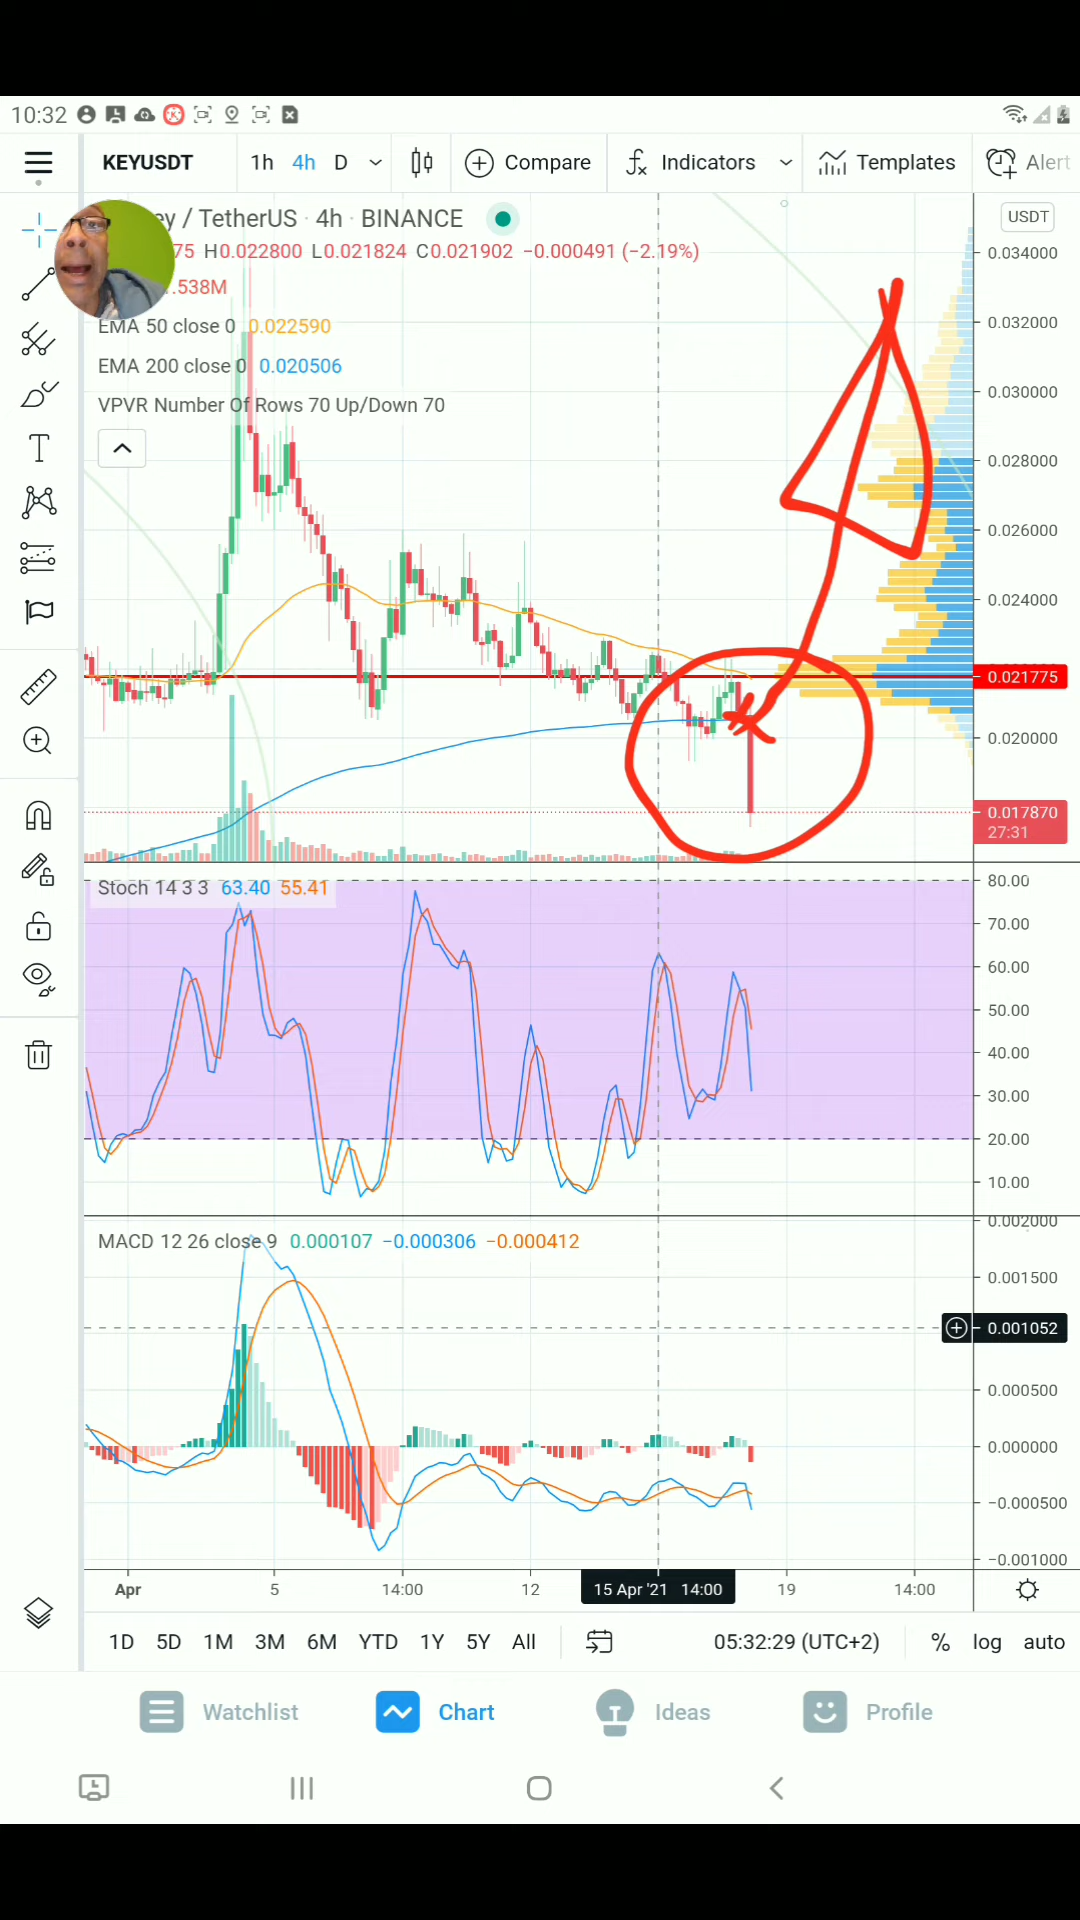 10:32
KEYUSDT 1h 4h D Compare Indicators Templates Alert
ey / TetherUS · 4h · BINANCE USDT
75 H0.022800 L0.021824 C0.021902 −0.000491 (−2.19%)
.538M
EMA 50 close 0 0.022590
EMA 200 close 0 0.020506
VPVR Number Of Rows 70 Up/Down 70
0.034000
0.032000
0.030000
0.028000
0.026000
0.024000
0.021775
0.020000
0.017870
27:31
Stoch 14 3 3 63.40 55.41
80.00
70.00
60.00
50.00
40.00
30.00
20.00
10.00
MACD 12 26 close 9 0.000107 −0.000306 −0.000412
0.002000
0.001500
0.001052
0.000500
0.000000
−0.000500
−0.001000
Apr 5 14:00 12 15 Apr '21 14:00 19 14:00
1D 5D 1M 3M 6M YTD 1Y 5Y All 05:32:29 (UTC+2) % log auto
Watchlist Chart Ideas Profile